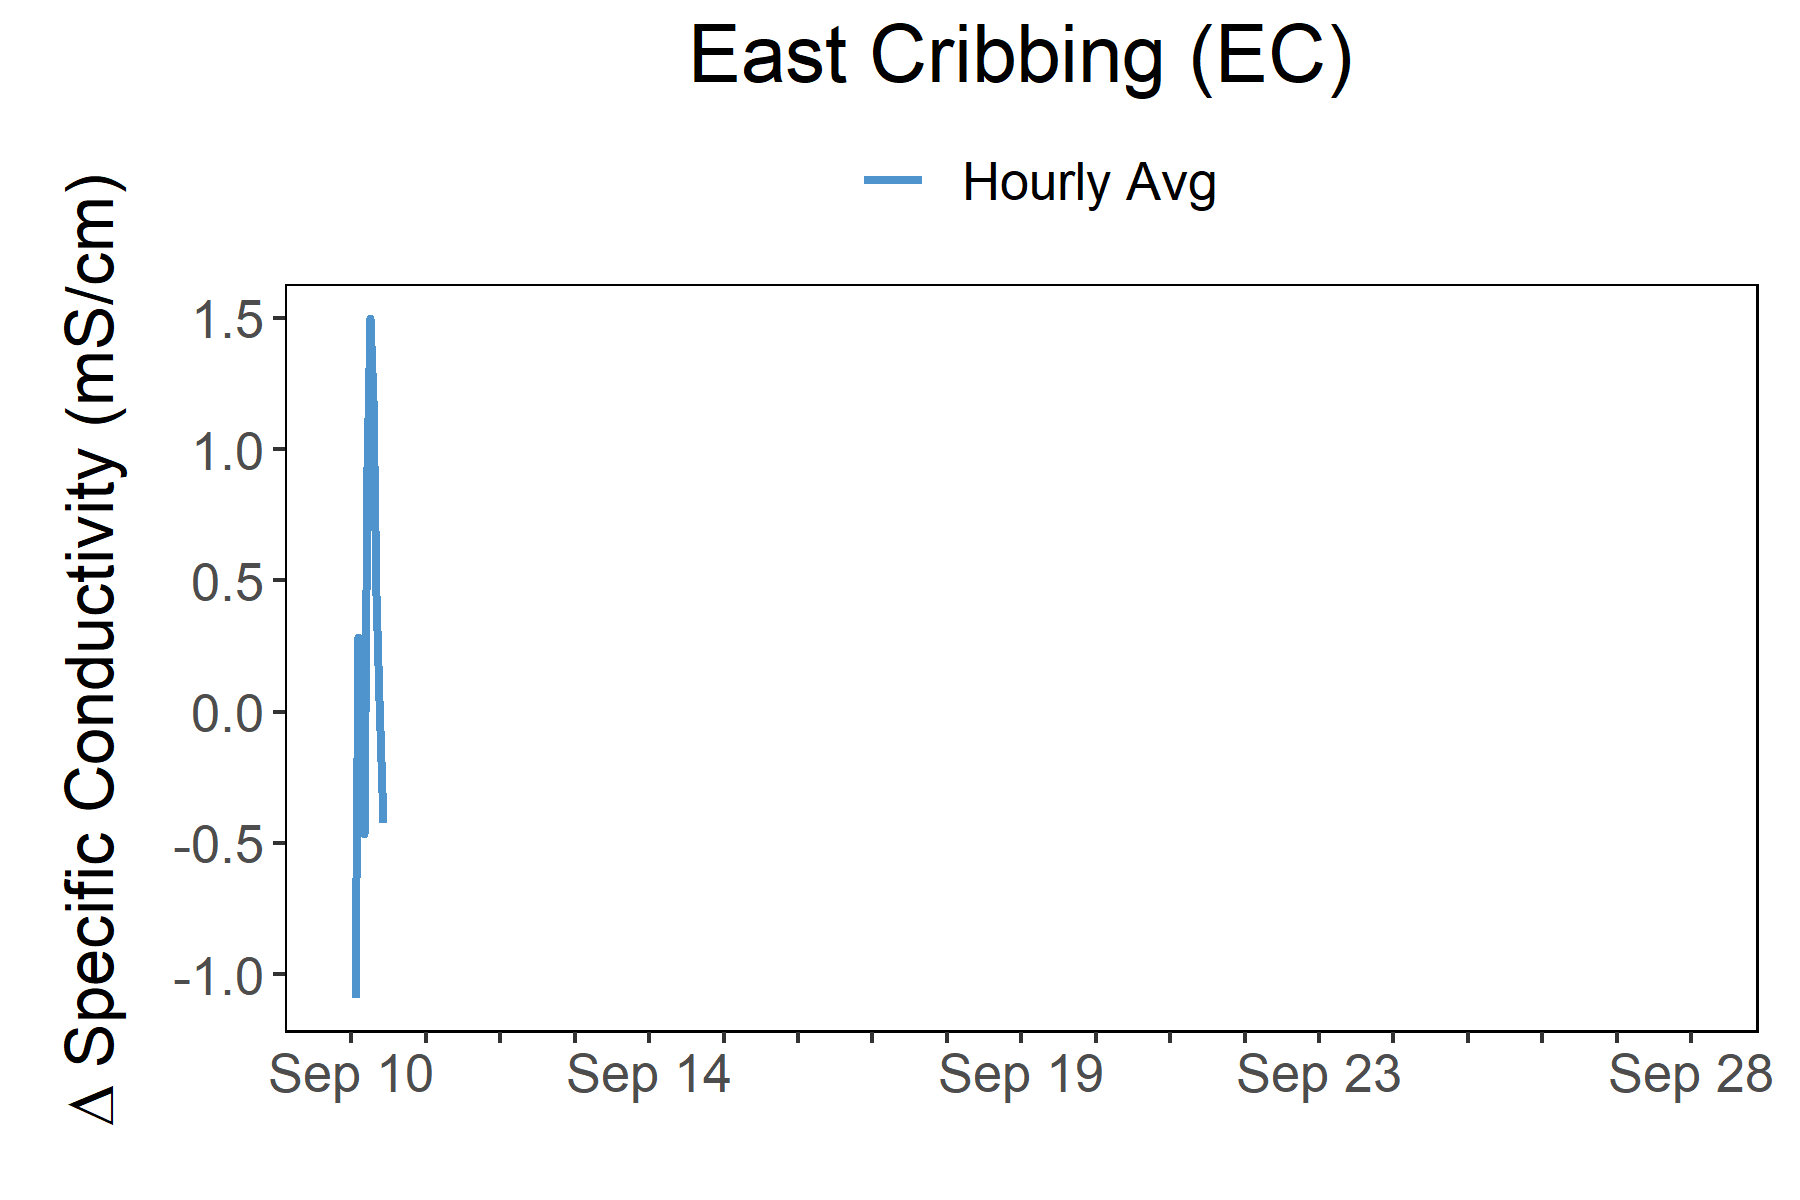 East Cribbing (EC)
Hourly Avg
Δ Specific Conductivity (mS/cm)
1.5
1.0
0.5
0.0
-0.5
-1.0
Sep 10 Sep 14 Sep 19 Sep 23 Sep 28